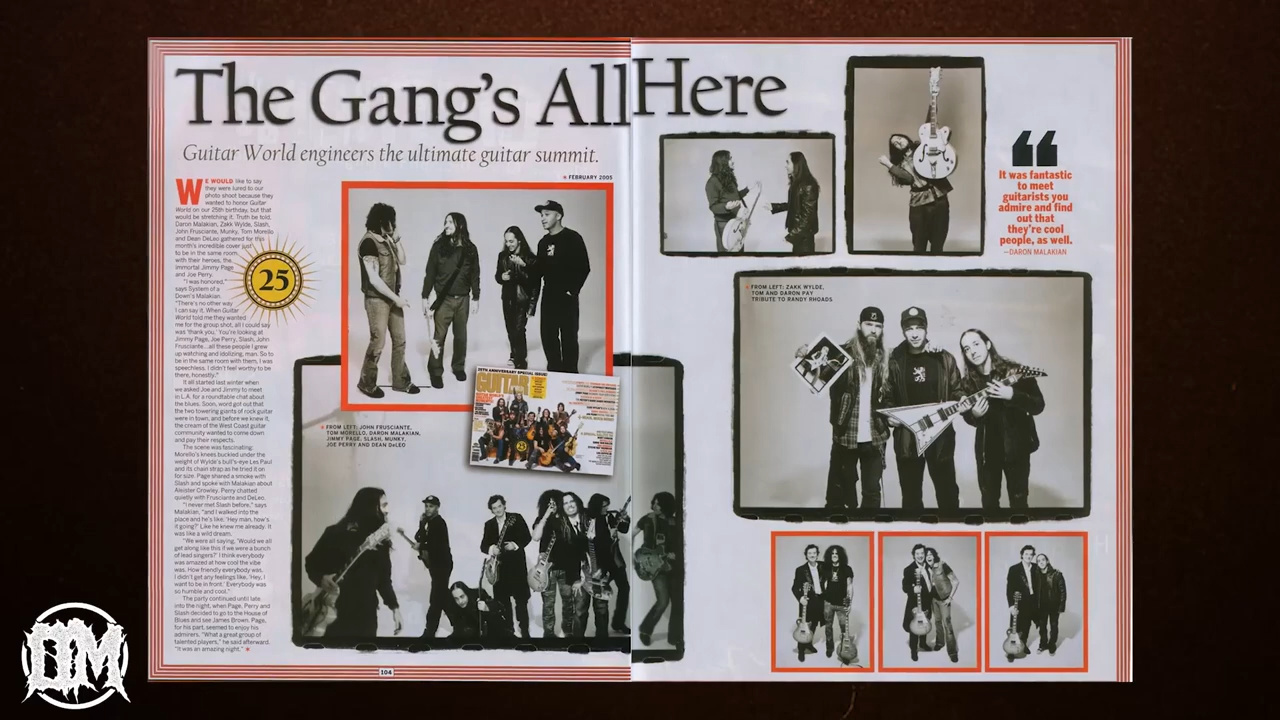 The Gang's All Here
Guitar World engineers the ultimate guitar summit.
FEBRUARY 2005
WE WOULD like to say
they were lured to our
photo shoot because they
wanted to honor Guitar
World on our 25th birthday, but that
would be stretching it. Truth be told,
Daron Malakian, Zakk Wylde, Slash,
John Frusciante, Munky, Tom Morello
and Dean DeLeo gathered for this
month's incredible cover just
to be in the same room
with their heroes, the
immortal Jimmy Page
and Joe Perry.
"I was honored,"
says System of a
Down's Malakian.
"There's no other way
I can say it. When Guitar
World told me they wanted
me for the group shot, all I could say
was 'thank you.' You're looking at
Jimmy Page, Joe Perry, Slash, John
Frusciante...all these people I grew
up watching and idolizing, man. So to
be in the same room with them, I was
speechless. I didn't feel worthy to be
there, honestly."
It all started last winter when
we asked Joe and Jimmy to meet
in L.A. for a roundtable chat about
the blues. Soon, word got out that
the two towering giants of rock guitar
were in town, and before we knew it,
the cream of the West Coast guitar
community wanted to come down
and pay their respects.
The scene was fascinating:
Morello's knees buckled under the
weight of Wylde's bull's-eye Les Paul
and its chain strap as he tried it on
for size. Page shared a smoke with
Slash and spoke with Malakian about
Aleister Crowley. Perry chatted
quietly with Frusciante and DeLeo.
"I never met Slash before," says
Malakian, "and I walked into the
place and he's like, 'Hey man, how's
it going?' Like he knew me already. It
was like a wild dream.
"We were all saying, 'Would we all
get along like this if we were a bunch
of lead singers?' I think everybody
was amazed at how cool the vibe
was. How friendly everybody was.
I didn't get any feelings like, 'Hey, I
want to be in front.' Everybody was
so humble and cool."
The party continued until late
into the night, when Page, Perry and
Slash decided to go to the House of
Blues and see James Brown. Page,
for his part, seemed to enjoy his
admirers. "What a great group of
talented players," he said afterward.
"It was an amazing night."
25
25TH ANNIVERSARY SPECIAL ISSUE!
GUITAR
FROM LEFT: JOHN FRUSCIANTE,
TOM MORELLO, DARON MALAKIAN,
JIMMY PAGE, SLASH, MUNKY,
JOE PERRY AND DEAN DeLEO
104
“
It was fantastic
to meet
guitarists you
admire and find
out that
they're cool
people, as well.
—DARON MALAKIAN
FROM LEFT: ZAKK WYLDE,
TOM AND DARON PAY
TRIBUTE TO RANDY RHOADS
DM